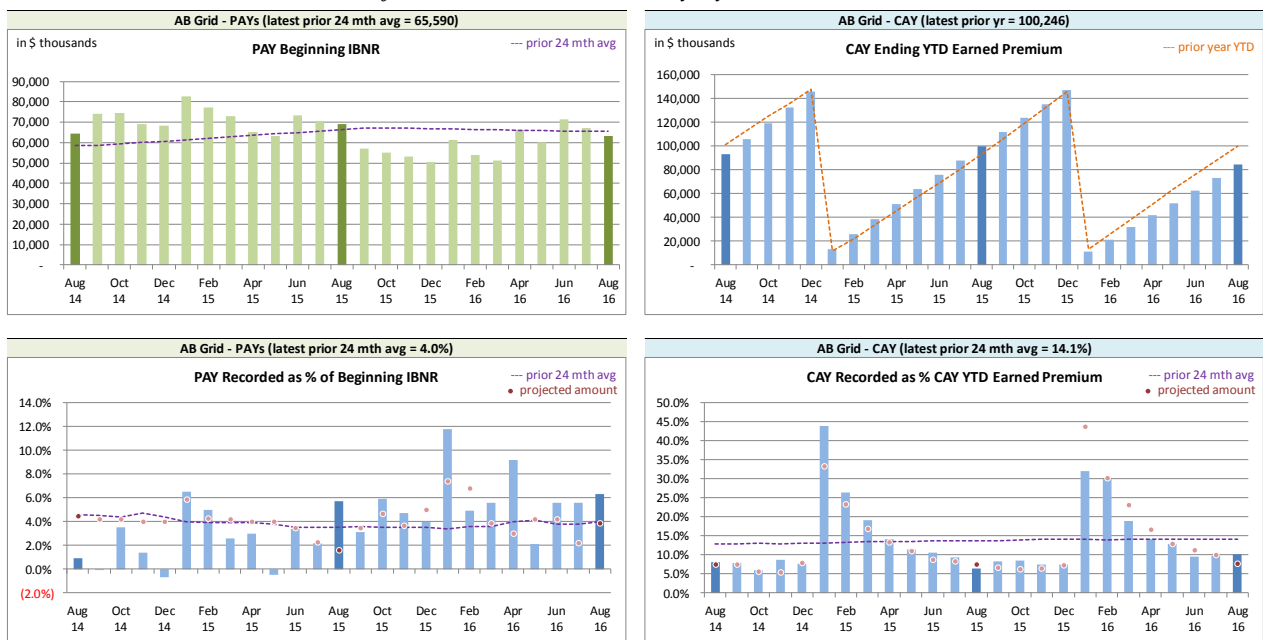 AB Grid - PAYs (latest prior 24 mth avg = 65,590)
in $ thousands
PAY Beginning IBNR
--- prior 24 mth avg
90,000
80,000
70,000
60,000
50,000
40,000
30,000
20,000
10,000
-
Aug Oct Dec Feb Apr Jun Aug Oct Dec Feb Apr Jun Aug
14 14 14 15 15 15 15 15 15 16 16 16 16
AB Grid - CAY (latest prior yr = 100,246)
in $ thousands
CAY Ending YTD Earned Premium
--- prior year YTD
160,000
140,000
120,000
100,000
80,000
60,000
40,000
20,000
-
Aug Oct Dec Feb Apr Jun Aug Oct Dec Feb Apr Jun Aug
14 14 14 15 15 15 15 15 15 16 16 16 16
AB Grid - PAYs (latest prior 24 mth avg = 4.0%)
PAY Recorded as % of Beginning IBNR
--- prior 24 mth avg
• projected amount
14.0%
12.0%
10.0%
8.0%
6.0%
4.0%
2.0%
0.0%
(2.0%)
Aug Oct Dec Feb Apr Jun Aug Oct Dec Feb Apr Jun Aug
14 14 14 15 15 15 15 15 15 16 16 16 16
AB Grid - CAY (latest prior 24 mth avg = 14.1%)
CAY Recorded as % CAY YTD Earned Premium
--- prior 24 mth avg
• projected amount
50.0%
45.0%
40.0%
35.0%
30.0%
25.0%
20.0%
15.0%
10.0%
5.0%
0.0%
Aug Oct Dec Feb Apr Jun Aug Oct Dec Feb Apr Jun Aug
14 14 14 15 15 15 15 15 15 16 16 16 16